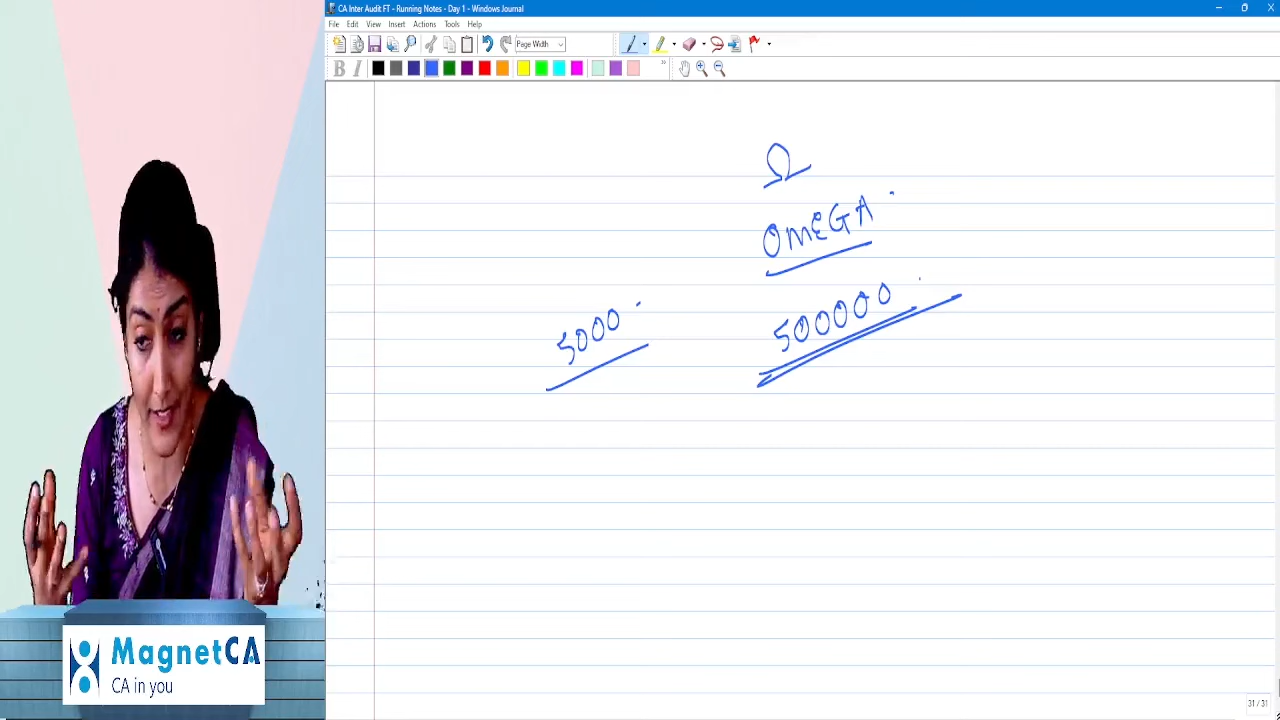 CA Inter Audit FT - Running Notes - Day 1 - Windows Journal
File Edit View Insert Actions Tools Help
Page Width
B I
Ω
OMEGA
5000
500000
MagnetCA
CA in you
31 / 31